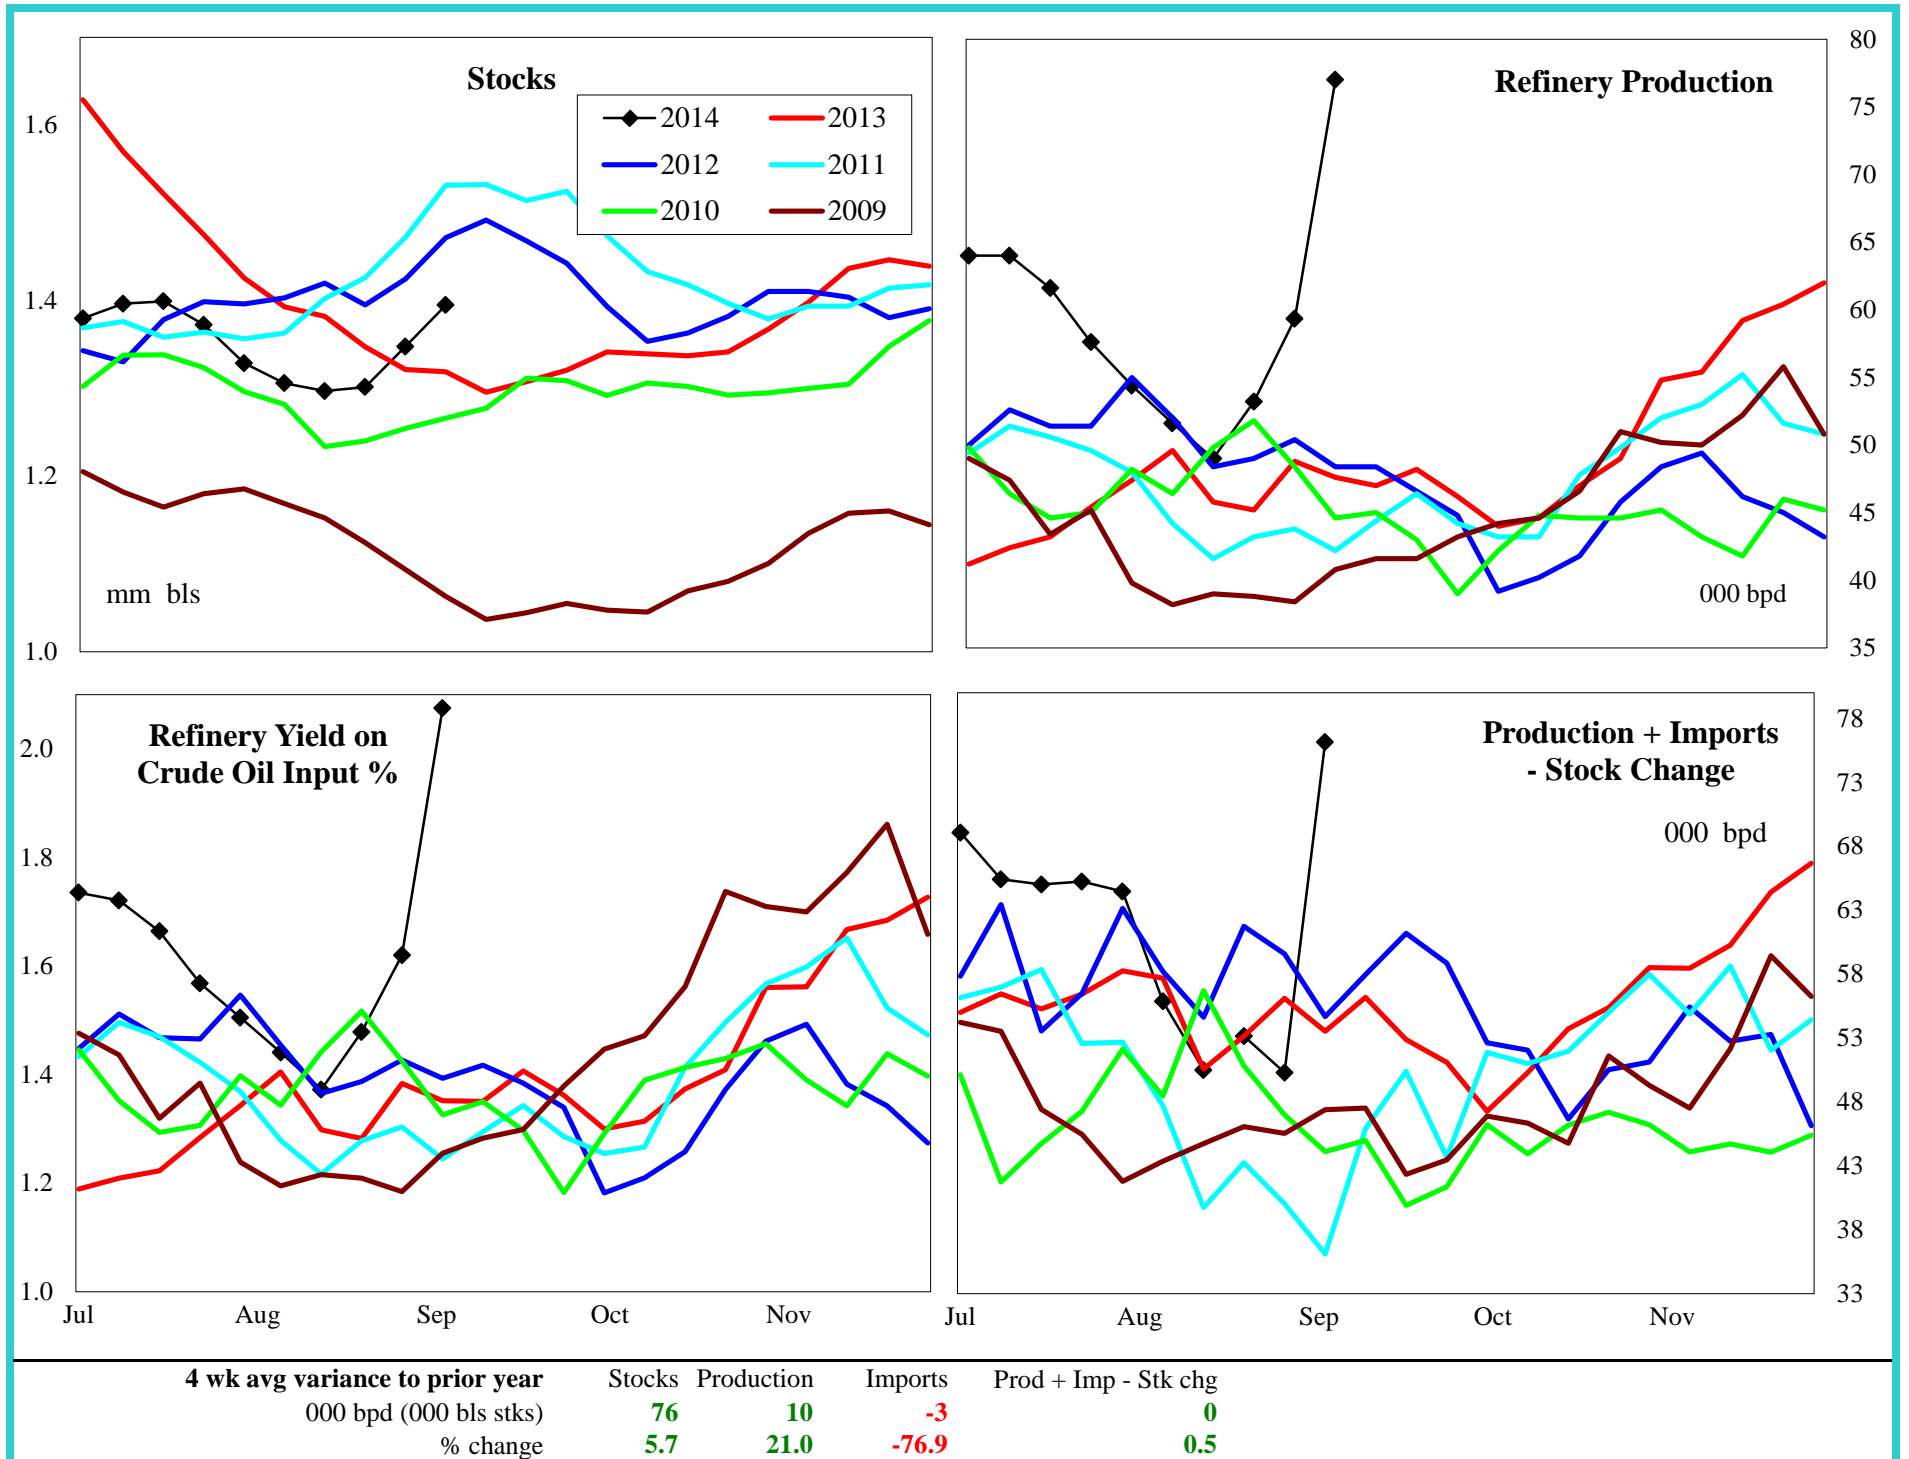 Stocks
2014 2013
2012 2011
2010 2009
1.6
1.4
1.2
1.0
mm bls
Refinery Production
80
75
70
65
60
55
50
45
40
35
000 bpd
Refinery Yield on
Crude Oil Input %
2.0
1.8
1.6
1.4
1.2
1.0
Jul Aug Sep Oct Nov
Production + Imports
- Stock Change
000 bpd
78
73
68
63
58
53
48
43
38
33
Jul Aug Sep Oct Nov
4 wk avg variance to prior year Stocks Production Imports Prod + Imp - Stk chg
000 bpd (000 bls stks) 76 10 -3 0
% change 5.7 21.0 -76.9 0.5